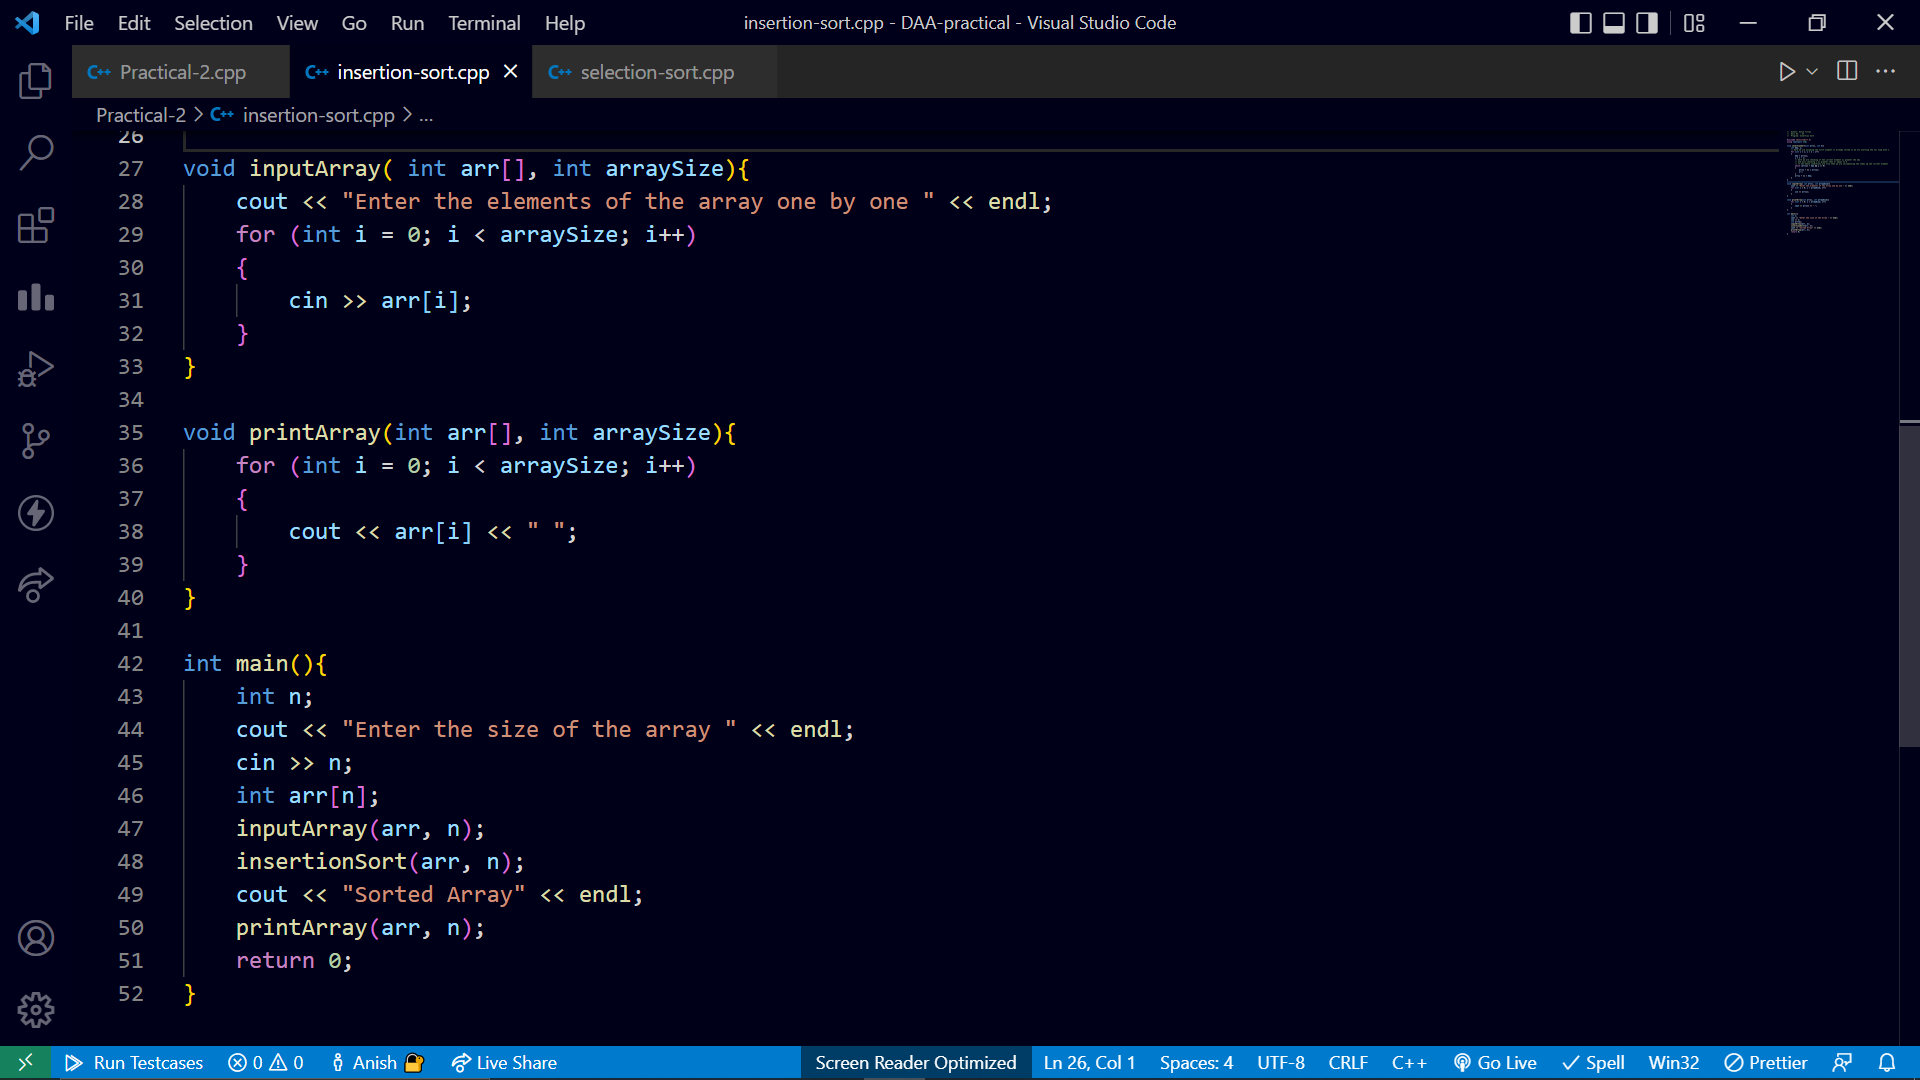 File Edit Selection View Go Run Terminal Help insertion-sort.cpp - DAA-practical - Visual Studio Code
C++ Practical-2.cpp C++ insertion-sort.cpp C++ selection-sort.cpp
Practical-2 > C++ insertion-sort.cpp > ...
26
27 void inputArray( int arr[], int arraySize){
28 cout << "Enter the elements of the array one by one " << endl;
29 for (int i = 0; i < arraySize; i++)
30 {
31 cin >> arr[i];
32 }
33 }
34
35 void printArray(int arr[], int arraySize){
36 for (int i = 0; i < arraySize; i++)
37 {
38 cout << arr[i] << " ";
39 }
40 }
41
42 int main(){
43 int n;
44 cout << "Enter the size of the array " << endl;
45 cin >> n;
46 int arr[n];
47 inputArray(arr, n);
48 insertionSort(arr, n);
49 cout << "Sorted Array" << endl;
50 printArray(arr, n);
51 return 0;
52 }
Run Testcases 0 0 Anish Live Share Screen Reader Optimized Ln 26, Col 1 Spaces: 4 UTF-8 CRLF C++ Go Live Spell Win32 Prettier